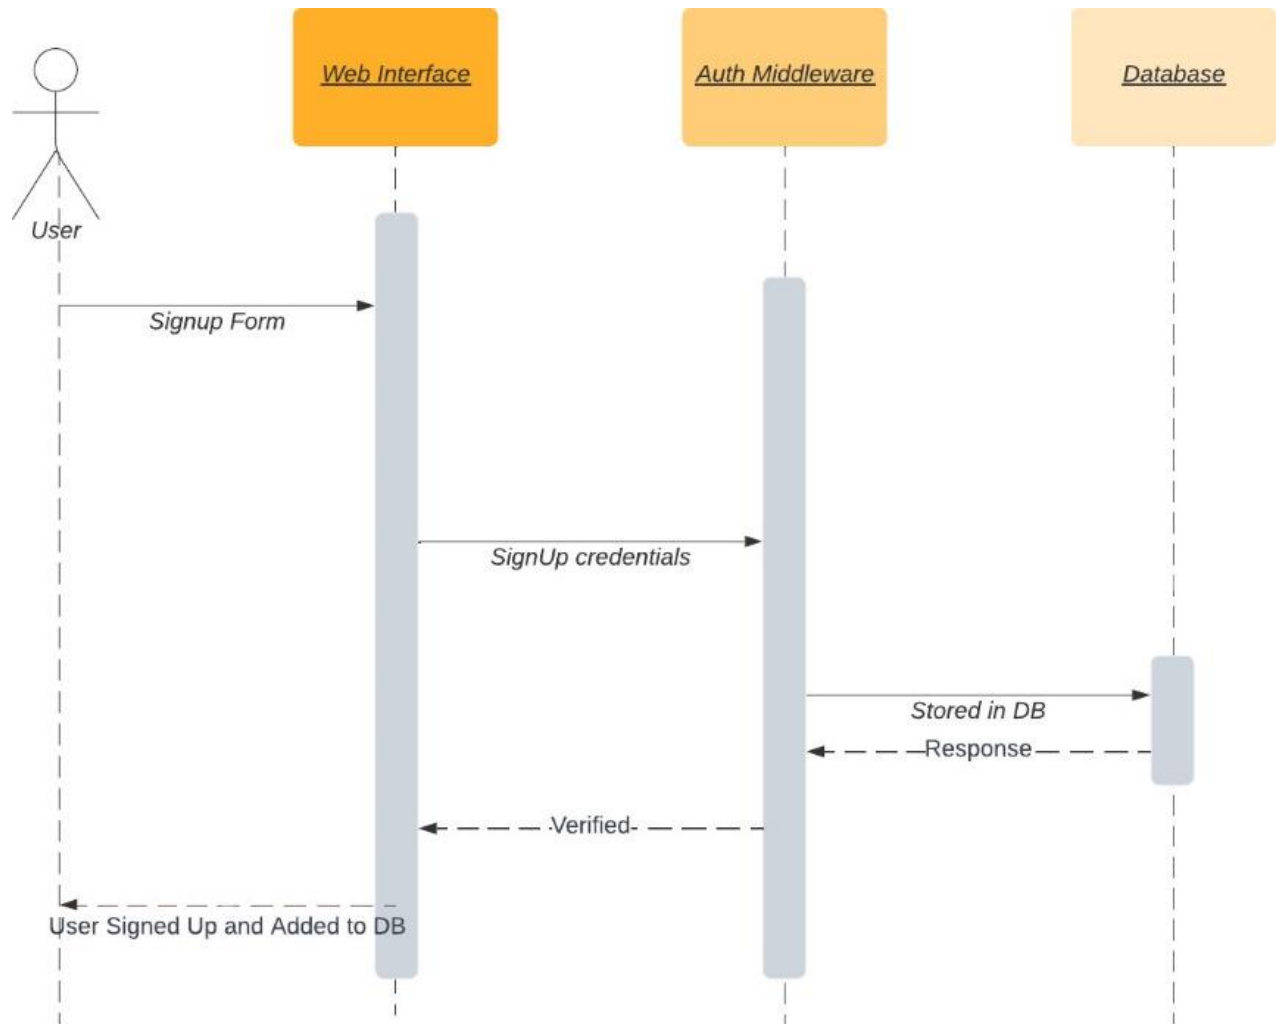 Web Interface
Auth Middleware
Database
User
Signup Form
SignUp credentials
Stored in DB
Response
Verified
User Signed Up and Added to DB